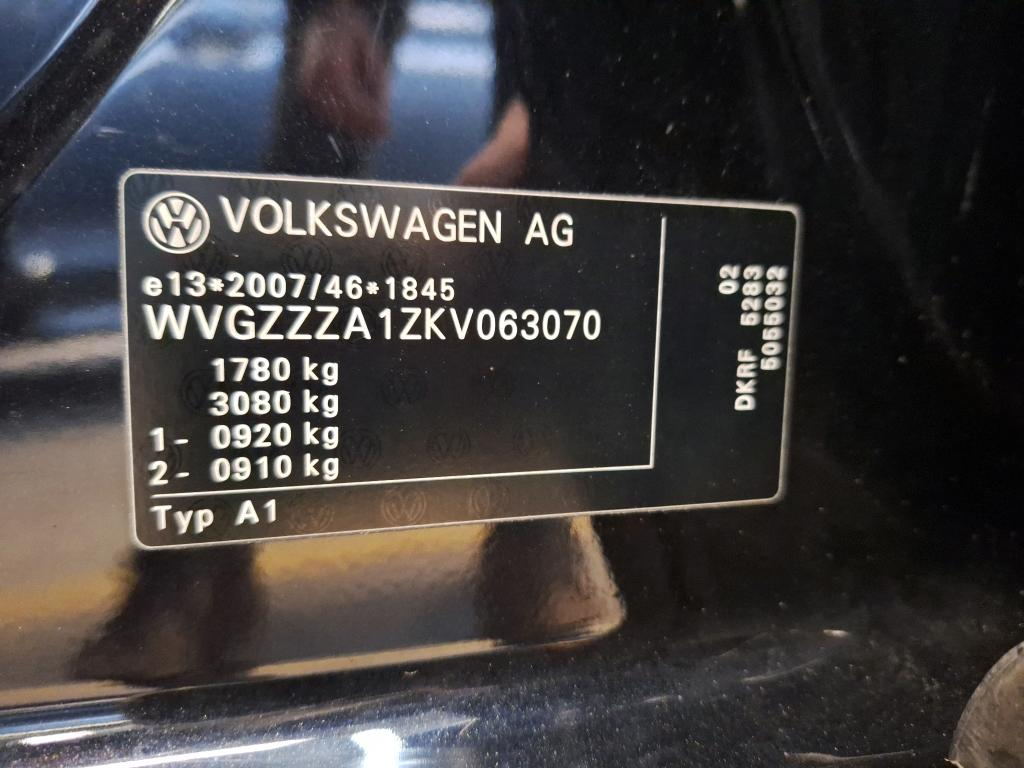 VOLKSWAGEN AG
e13*2007/46*1845
WVGZZZA1ZKV063070
1780 kg
3080 kg
1- 0920 kg
2- 0910 kg
Typ A1
02
DKRF 5283
5055032